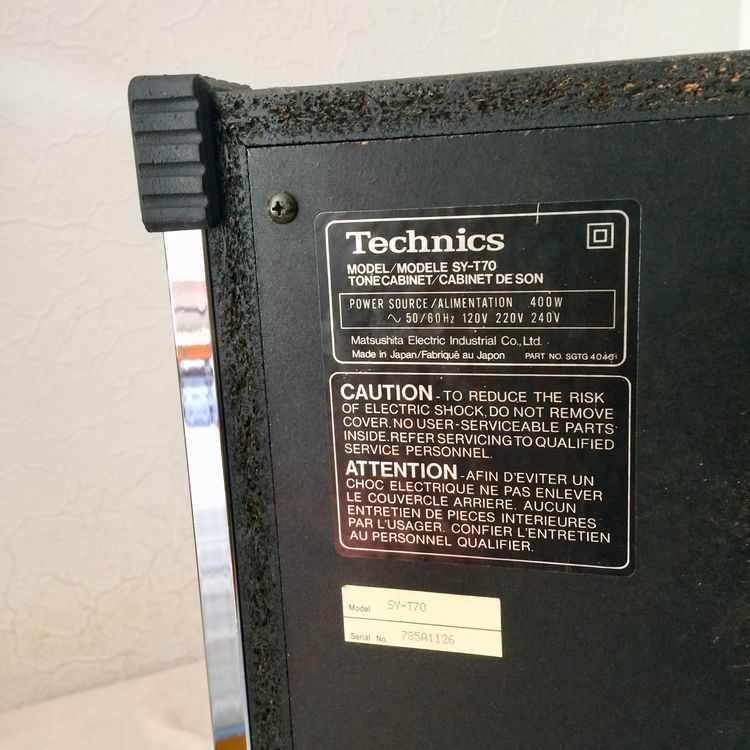 Technics
MODEL/MODELE SY-T70
TONE CABINET/CABINET DE SON
POWER SOURCE/ALIMENTATION 400W
∿ 50/60Hz 120V 220V 240V
Matsushita Electric Industrial Co., Ltd.
Made in Japan/Fabriqué au Japon PART NO. SGTG 4040
CAUTION - TO REDUCE THE RISK
OF ELECTRIC SHOCK, DO NOT REMOVE
COVER. NO USER-SERVICEABLE PARTS
INSIDE. REFER SERVICING TO QUALIFIED
SERVICE PERSONNEL.
ATTENTION - AFIN D'EVITER UN
CHOC ELECTRIQUE NE PAS ENLEVER
LE COUVERCLE ARRIERE. AUCUN
ENTRETIEN DE PIECES INTERIEURES
PAR L'USAGER. CONFIER L'ENTRETIEN
AU PERSONNEL QUALIFIER.
Model SY-T70
Serial No. 785A1126